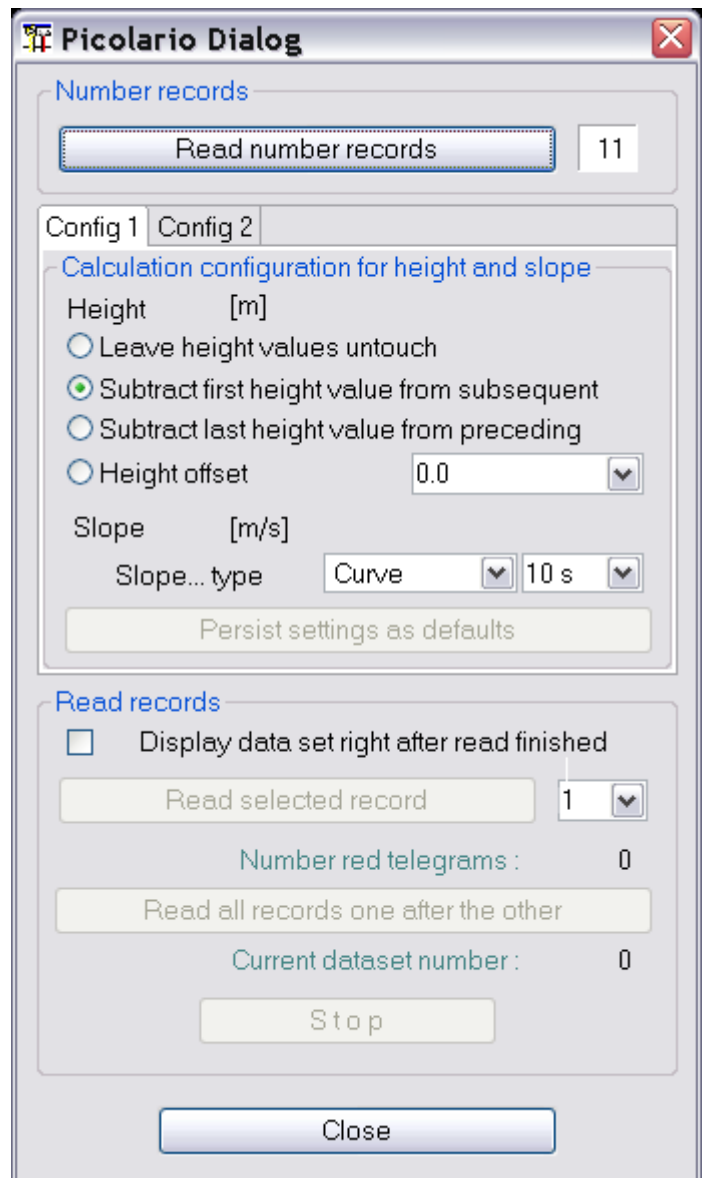 Picolario Dialog
Number records
Read number records 11
Config 1 Config 2
Calculation configuration for height and slope
Height [m]
Leave height values untouch
Subtract first height value from subsequent
Subtract last height value from preceding
Height offset 0.0
Slope [m/s]
Slope... type Curve 10 s
Persist settings as defaults
Read records
Display data set right after read finished
Read selected record 1
Number red telegrams : 0
Read all records one after the other
Current dataset number : 0
S t o p
Close